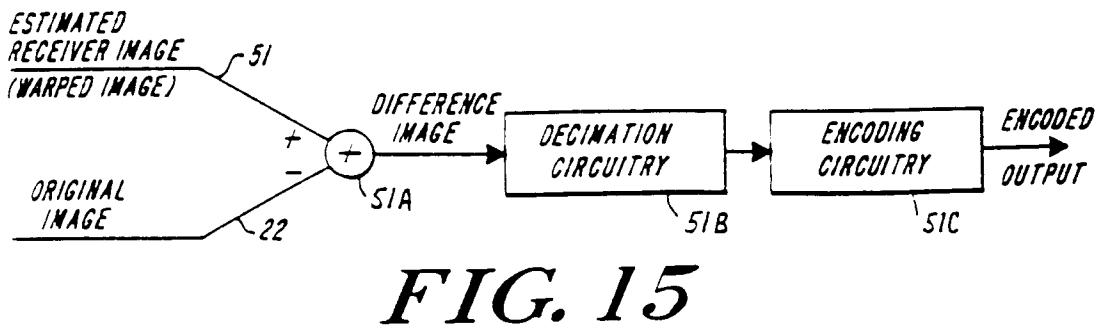 ESTIMATED
RECEIVER IMAGE
(WARPED IMAGE)
51
+
−
+
ORIGINAL
IMAGE
22
51A
DIFFERENCE
IMAGE
DECIMATION
CIRCUITRY
51B
ENCODING
CIRCUITRY
51C
ENCODED
OUTPUT
FIG. 15